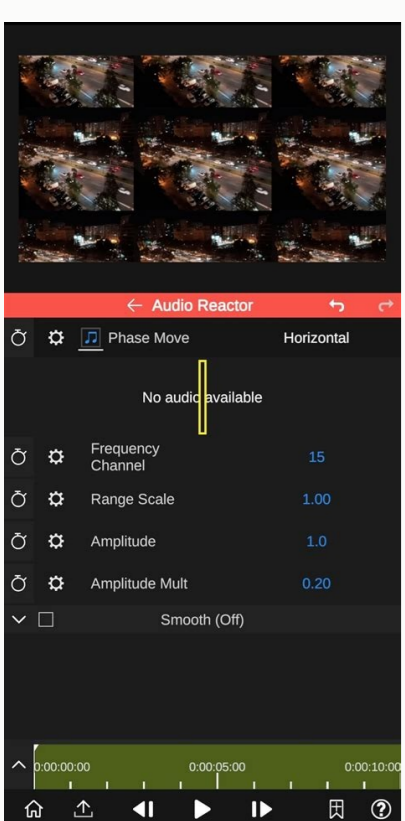 Audio Reactor
Phase Move Horizontal
No audio available
Frequency
Channel
15
Range Scale 1.00
Amplitude 1.0
Amplitude Mult 0.20
Smooth (Off)
0:00:00:00 0:00:05:00 0:00:10:00